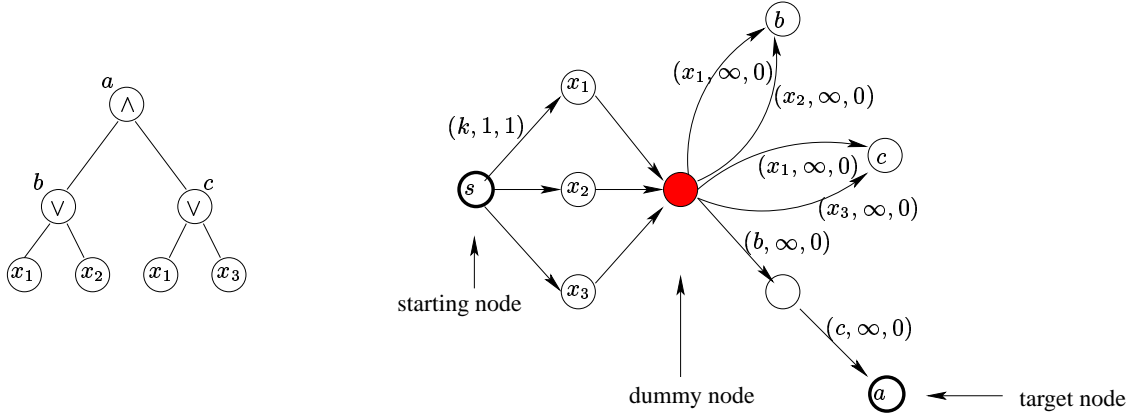 a
∧
b
c
∨
∨
x₁
x₂
x₁
x₃
(k, 1, 1)
s
x₁
x₂
x₃
starting node
dummy node
(x₁, ∞, 0)
(x₂, ∞, 0)
b
(x₁, ∞, 0)
(x₃, ∞, 0)
c
(b, ∞, 0)
(c, ∞, 0)
a
target node